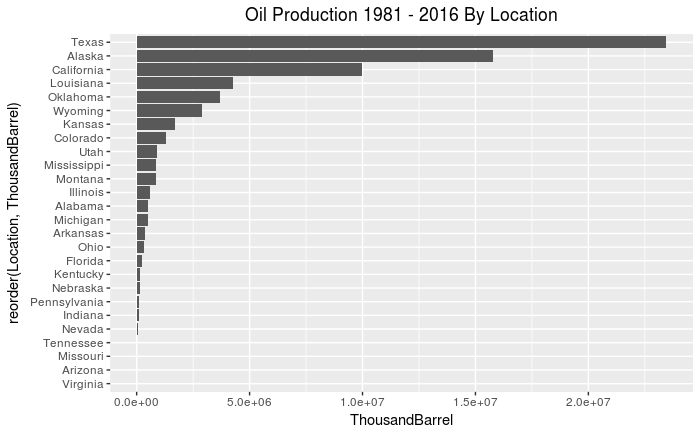 Oil Production 1981 - 2016 By Location
reorder(Location, ThousandBarrel)
Texas
Alaska
California
Louisiana
Oklahoma
Wyoming
Kansas
Colorado
Utah
Mississippi
Montana
Illinois
Alabama
Michigan
Arkansas
Ohio
Florida
Kentucky
Nebraska
Pennsylvania
Indiana
Nevada
Tennessee
Missouri
Arizona
Virginia
0.0e+00 5.0e+06 1.0e+07 1.5e+07 2.0e+07
ThousandBarrel